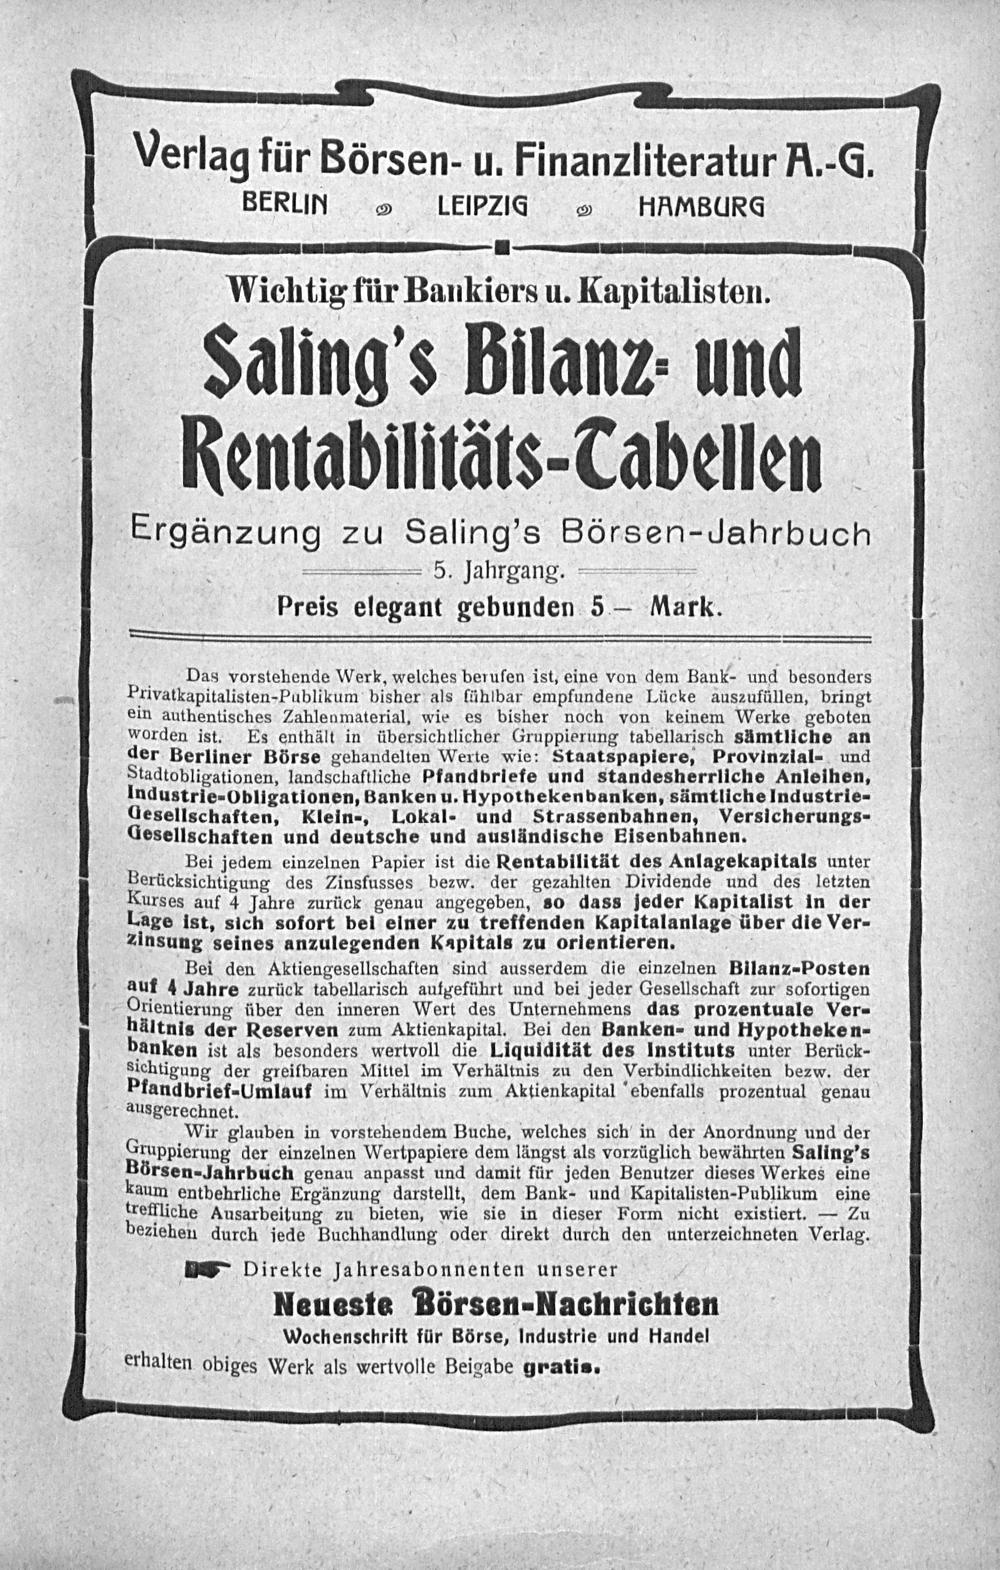 Verlag für Börsen- u. Finanzliteratur A.-G.
BERLIN LEIPZIG HAMBURG
Wichtig für Bankiers u. Kapitalisten.
Saling's Bilanz- und
Rentabilitäts-Tabellen
Ergänzung zu Saling's Börsen-Jahrbuch
5. Jahrgang.
Preis elegant gebunden 5.— Mark.
Das vorstehende Werk, welches berufen ist, eine von dem Bank- und besonders
Privatkapitalisten-Publikum bisher als fühlbar empfundene Lücke auszufüllen, bringt
ein authentisches Zahlenmaterial, wie es bisher noch von keinem Werke geboten
worden ist. Es enthält in übersichtlicher Gruppierung tabellarisch sämtliche an
der Berliner Börse gehandelten Werte wie: Staatspapiere, Provinzial- und
Stadtobligationen, landschaftliche Pfandbriefe und standesherrliche Anleihen,
Industrie-Obligationen, Banken u. Hypothekenbanken, sämtliche Industrie-
Gesellschaften, Klein-, Lokal- und Strassenbahnen, Versicherungs-
Gesellschaften und deutsche und ausländische Eisenbahnen.
Bei jedem einzelnen Papier ist die Rentabilität des Anlagekapitals unter
Berücksichtigung des Zinsfusses bezw. der gezahlten Dividende und des letzten
Kurses auf 4 Jahre zurück genau angegeben, so dass jeder Kapitalist in der
Lage ist, sich sofort bei einer zu treffenden Kapitalanlage über die Ver-
zinsung seines anzulegenden Kapitals zu orientieren.
Bei den Aktiengesellschaften sind ausserdem die einzelnen Bilanz-Posten
auf 4 Jahre zurück tabellarisch aufgeführt und bei jeder Gesellschaft zur sofortigen
Orientierung über den inneren Wert des Unternehmens das prozentuale Ver-
hältnis der Reserven zum Aktienkapital. Bei den Banken- und Hypotheken-
banken ist als besonders wertvoll die Liquidität des Instituts unter Berück-
sichtigung der greifbaren Mittel im Verhältnis zu den Verbindlichkeiten bezw. der
Pfandbrief-Umlauf im Verhältnis zum Aktienkapital ebenfalls prozentual genau
ausgerechnet.
Wir glauben in vorstehendem Buche, welches sich in der Anordnung und der
Gruppierung der einzelnen Wertpapiere dem längst als vorzüglich bewährten Saling's
Börsen-Jahrbuch genau anpasst und damit für jeden Benutzer dieses Werkes eine
kaum entbehrliche Ergänzung darstellt, dem Bank- und Kapitalisten-Publikum eine
treffliche Ausarbeitung zu bieten, wie sie in dieser Form nicht existiert. — Zu
beziehen durch jede Buchhandlung oder direkt durch den unterzeichneten Verlag.
Direkte Jahresabonnenten unserer
Neueste Börsen-Nachrichten
Wochenschrift für Börse, Industrie und Handel
erhalten obiges Werk als wertvolle Beigabe gratis.